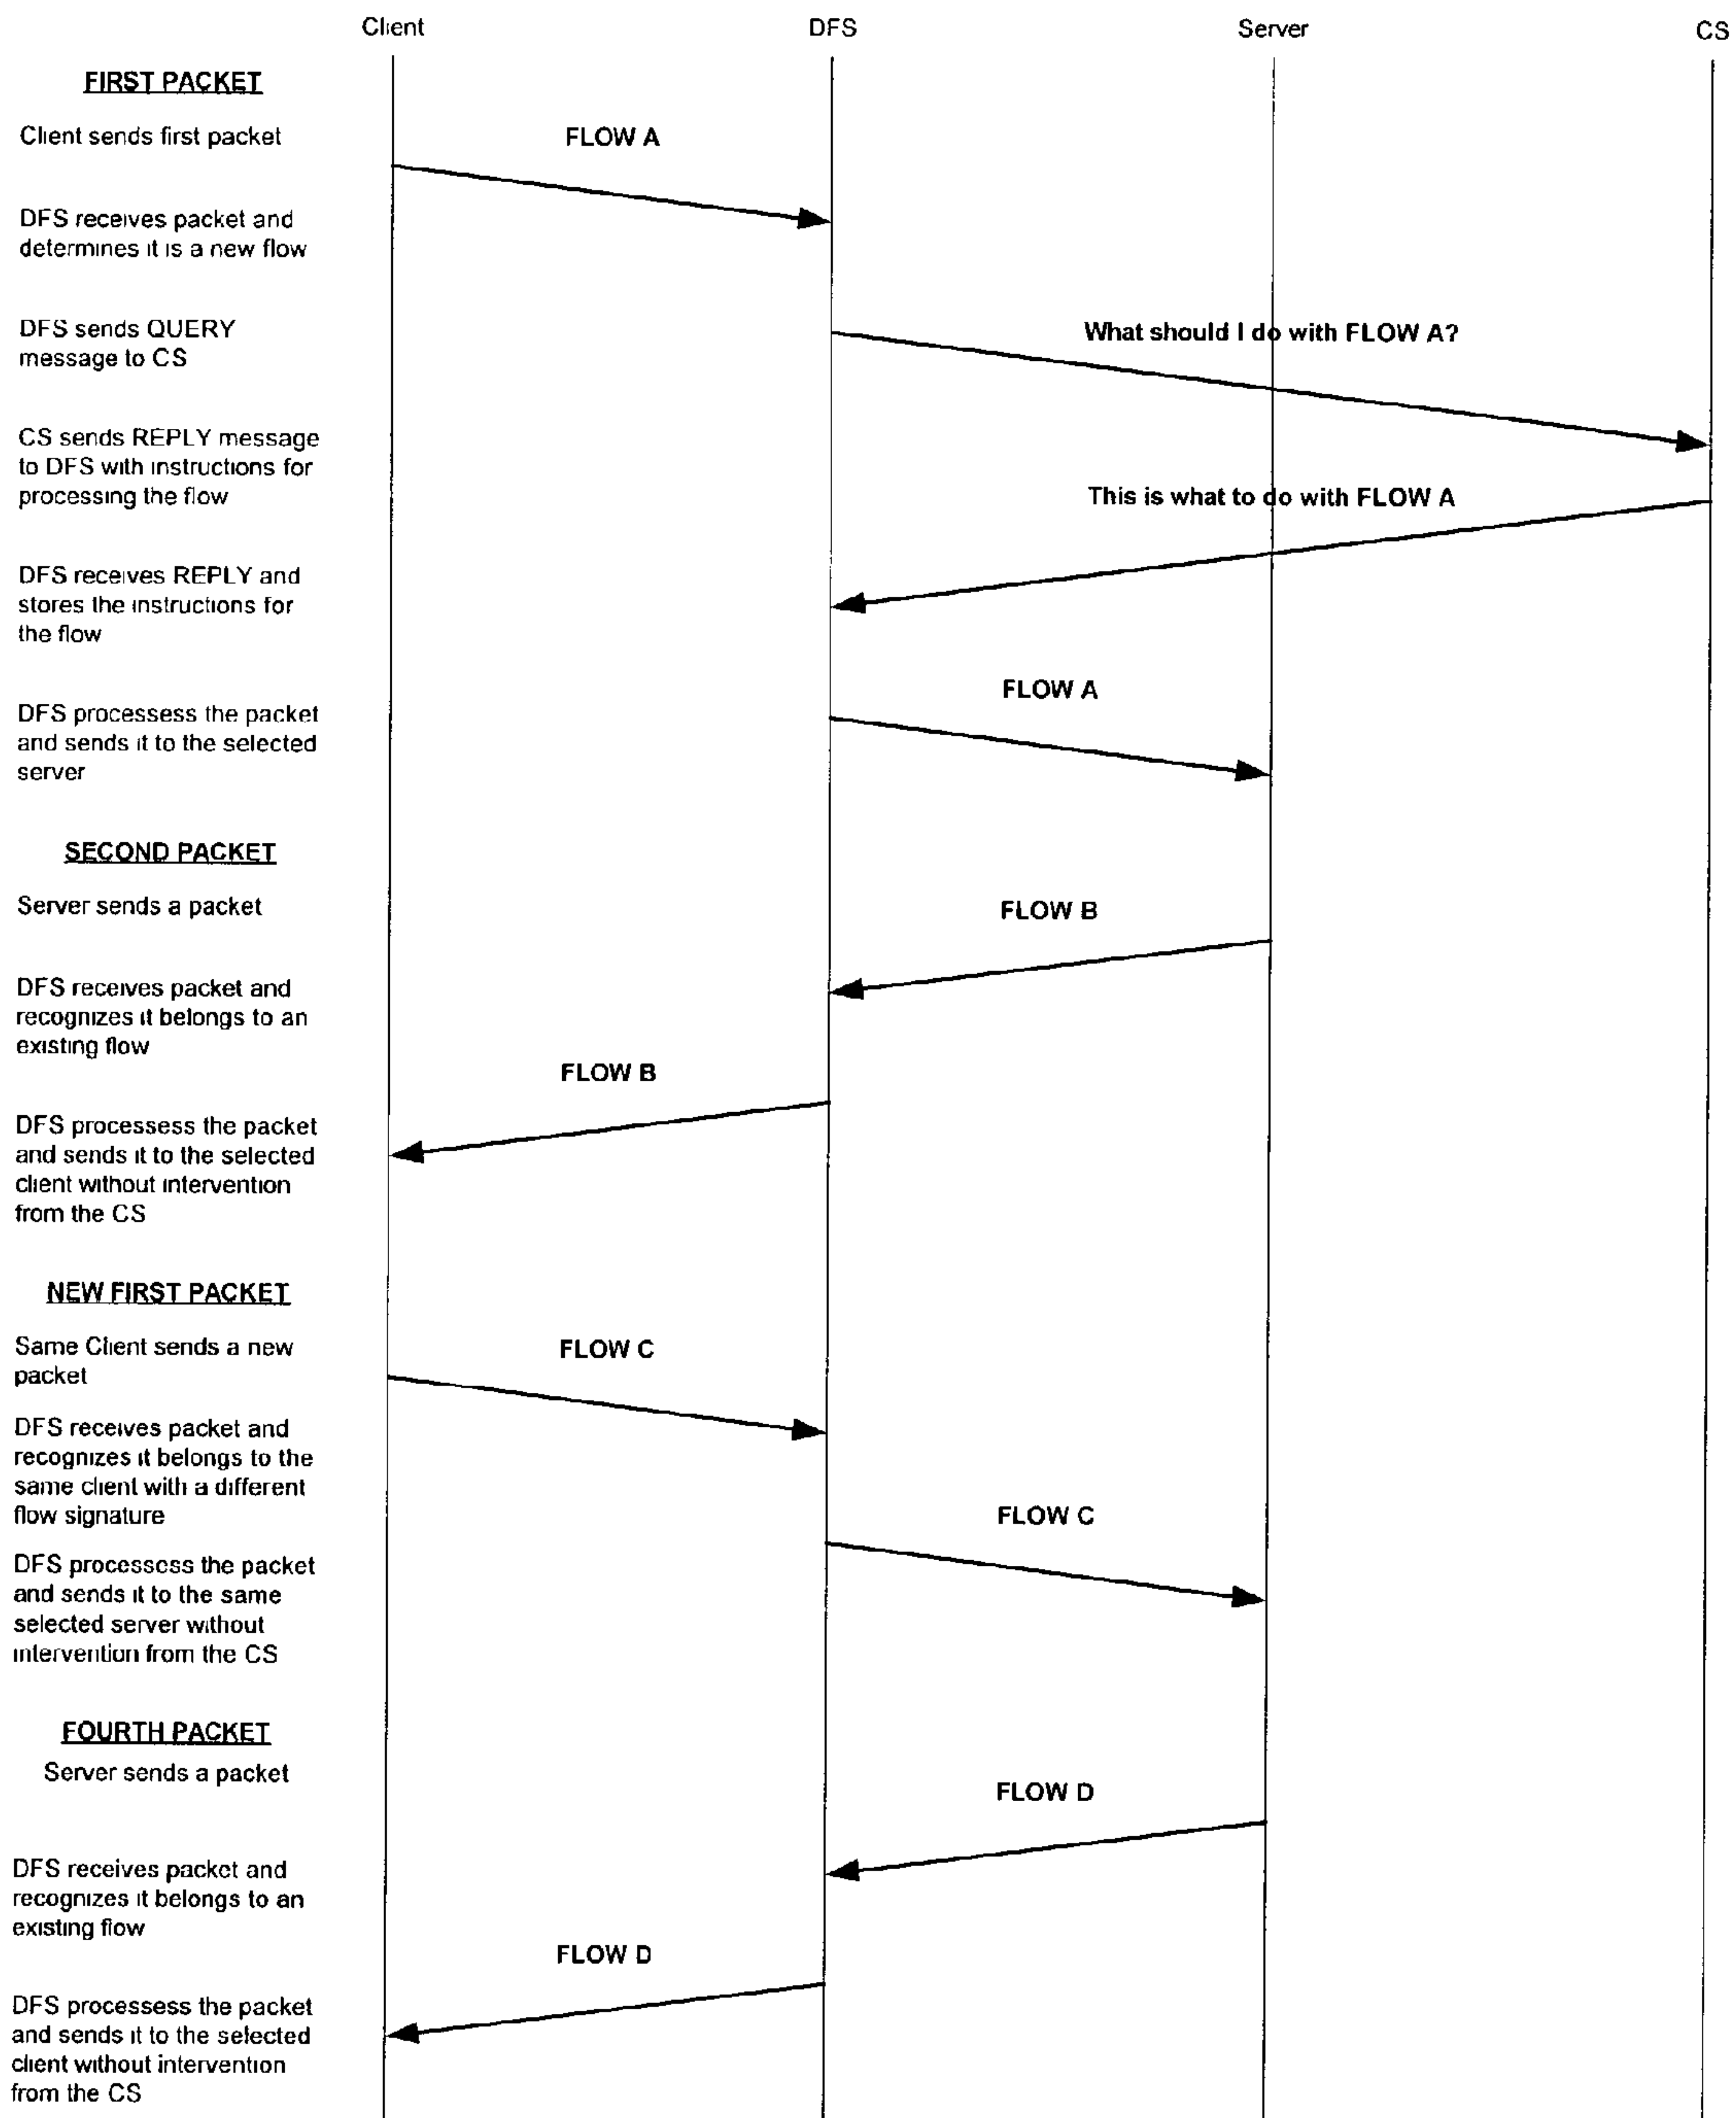 Client DFS Server CS
FIRST PACKET
Client sends first packet
FLOW A
DFS receives packet and
determines it is a new flow
DFS sends QUERY
message to CS
What should I do with FLOW A?
CS sends REPLY message
to DFS with instructions for
processing the flow
This is what to do with FLOW A
DFS receives REPLY and
stores the instructions for
the flow
FLOW A
DFS processess the packet
and sends it to the selected
server
SECOND PACKET
Server sends a packet
FLOW B
DFS receives packet and
recognizes it belongs to an
existing flow
FLOW B
DFS processess the packet
and sends it to the selected
client without intervention
from the CS
NEW FIRST PACKET
Same Client sends a new
packet
FLOW C
DFS receives packet and
recognizes it belongs to the
same client with a different
flow signature
FLOW C
DFS processess the packet
and sends it to the same
selected server without
intervention from the CS
FOURTH PACKET
Server sends a packet
FLOW D
DFS receives packet and
recognizes it belongs to an
existing flow
FLOW D
DFS processess the packet
and sends it to the selected
client without intervention
from the CS